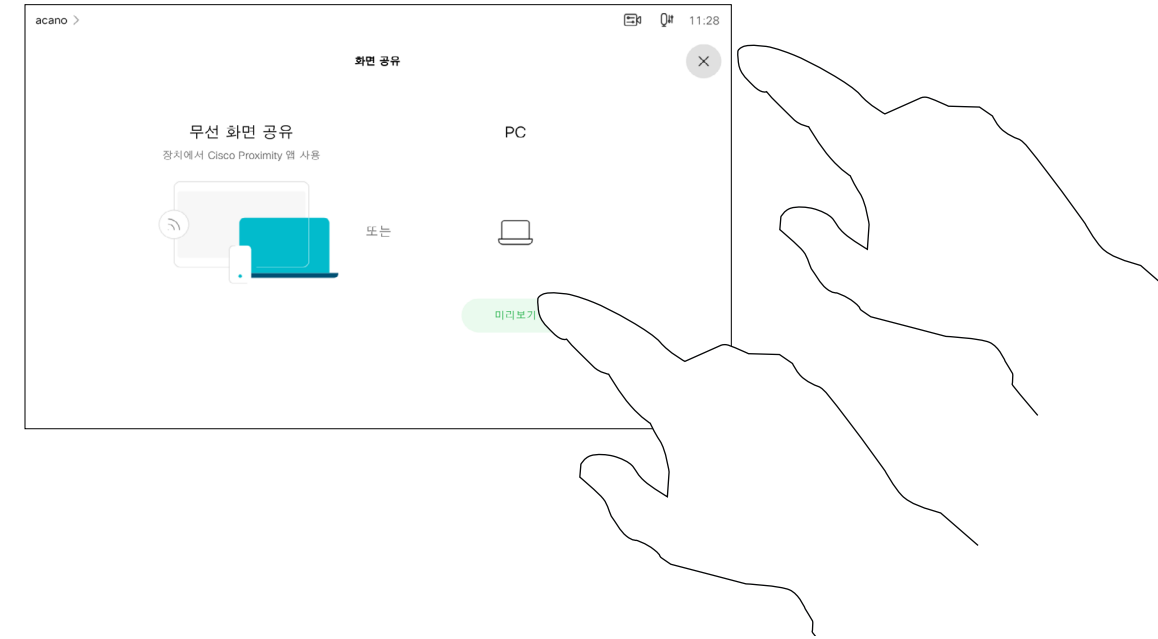 acano
11:28
화면 공유
무선 화면 공유
장치에서 Cisco Proximity 앱 사용
PC
또는
미리보기